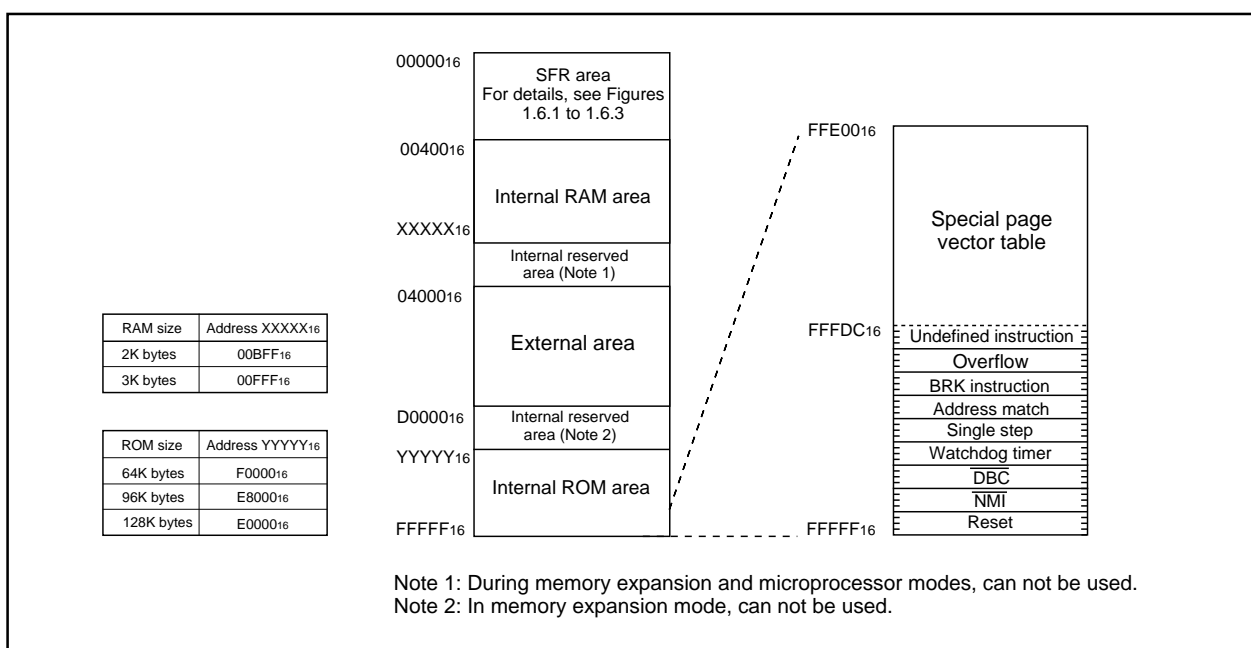 0000016
SFR area
For details, see Figures
1.6.1 to 1.6.3
0040016
Internal RAM area
XXXXX16
Internal reserved
area (Note 1)
0400016
External area
D000016
Internal reserved
area (Note 2)
YYYYY16
Internal ROM area
FFFFF16
RAM size Address XXXXX16
2K bytes 00BFF16
3K bytes 00FFF16
ROM size Address YYYYY16
64K bytes F000016
96K bytes E800016
128K bytes E000016
FFE0016
Special page
vector table
FFFDC16
Undefined instruction
Overflow
BRK instruction
Address match
Single step
Watchdog timer
DBC
NMI
Reset
FFFFF16
Note 1: During memory expansion and microprocessor modes, can not be used.
Note 2: In memory expansion mode, can not be used.